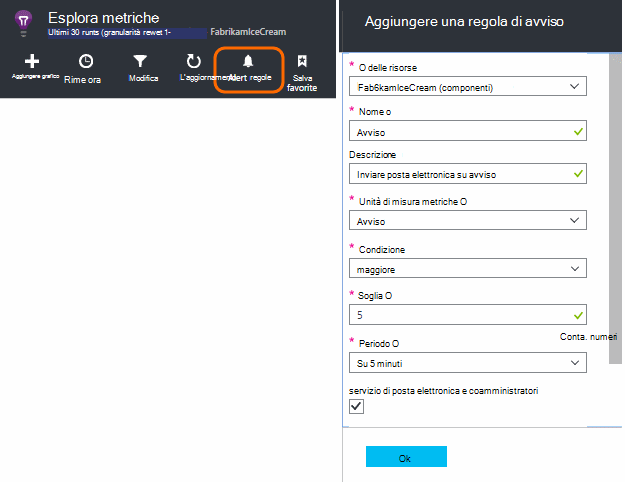 Esplora metriche
Ultimi 30 runts (granularità rewet 1- FabrikamIceCream
Aggiungere grafico Rime ora Modifica L'aggiornamento Alert regole Salva favorite
Aggiungere una regola di avviso
* O delle risorse
Fab6kamIceCream (componenti)
* Nome o
Avviso
Descrizione
Inviare posta elettronica su avviso
* Unità di misura metriche O
Avviso
* Condizione
maggiore
* Soglia O
5
Conta. numeri
* Periodo O
Su 5 minuti
servizio di posta elettronica e coamministratori
Ok